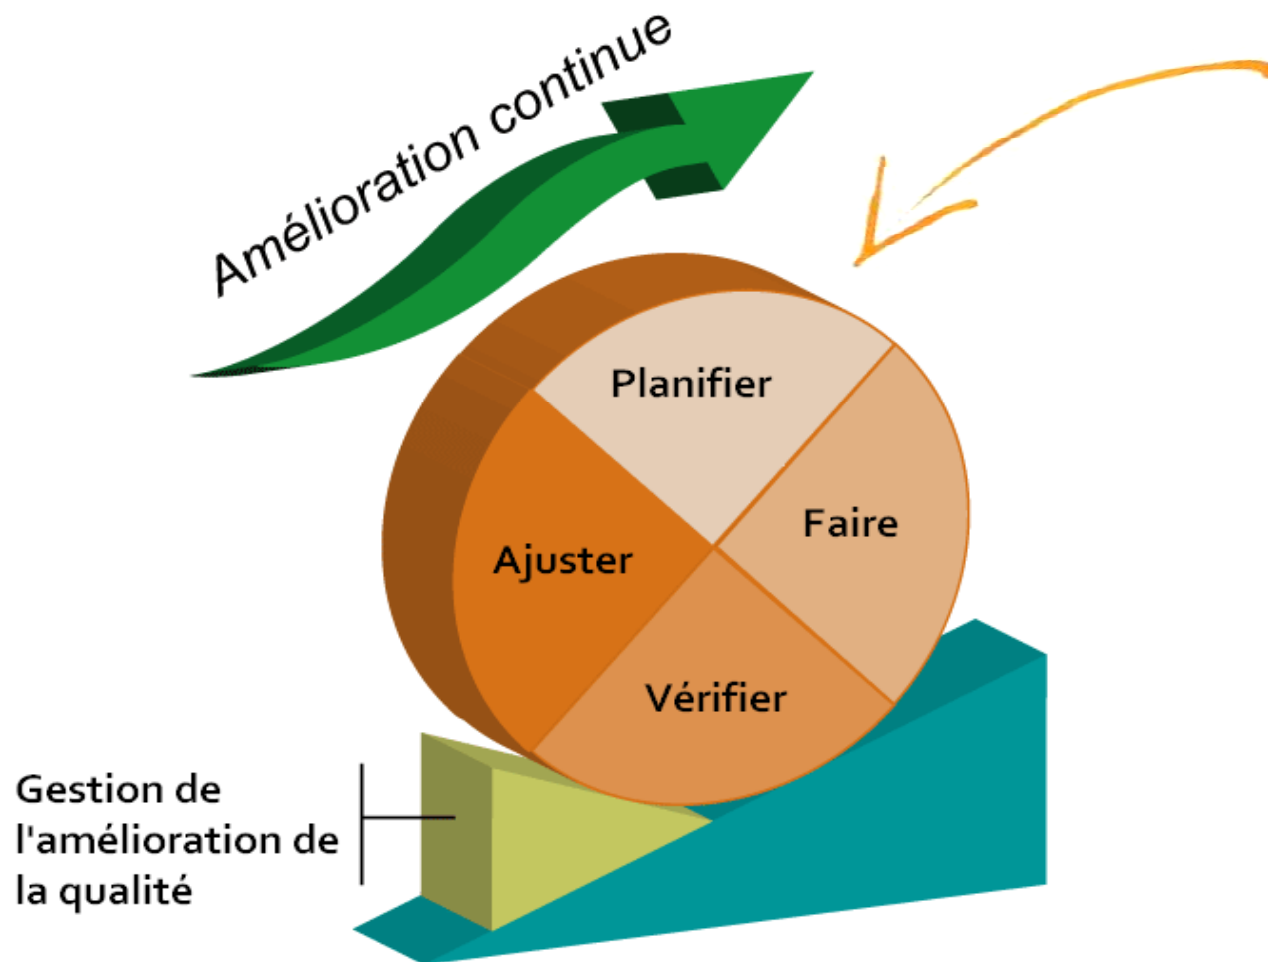 Amélioration continue
Planifier
Faire
Ajuster
Vérifier
Gestion de
l'amélioration de
la qualité